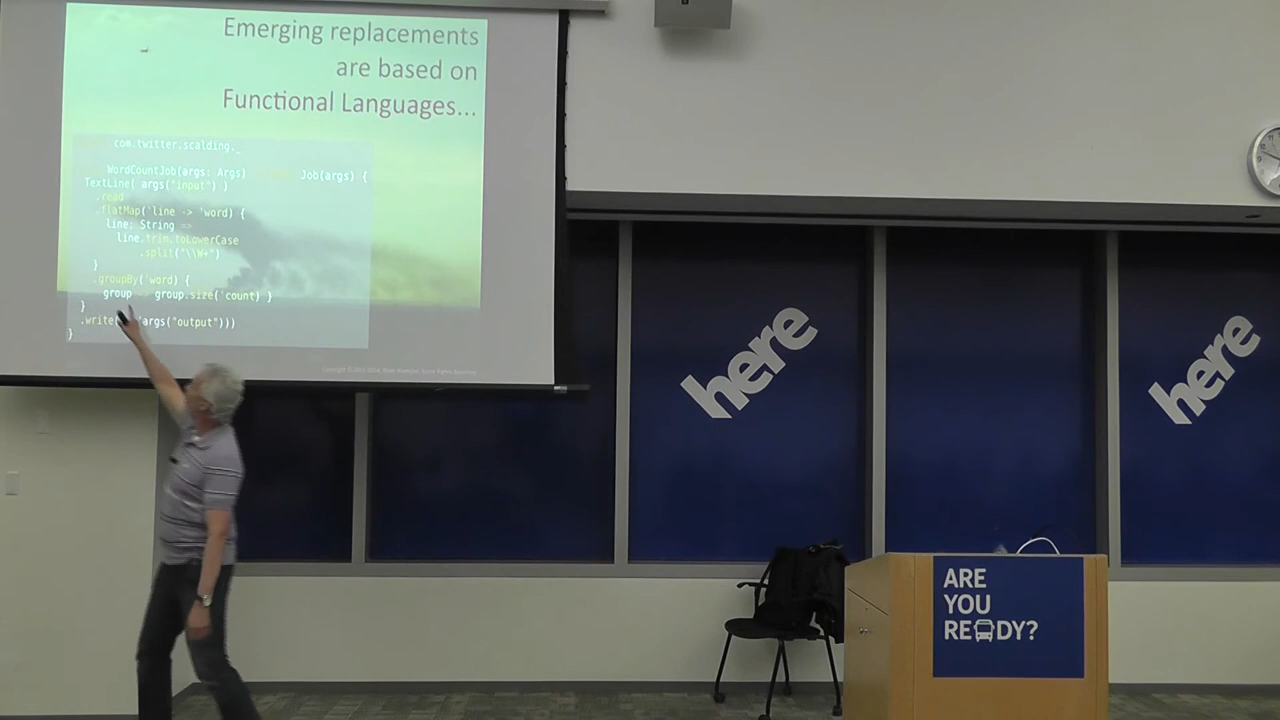 Emerging replacements
are based on
Functional Languages...
com.twitter.scalding._
WordCountJob(args: Args) Job(args) {
TextLine( args("input") )
.read
.flatMap('line -> 'word) {
line: String =>
line.trim.toLowerCase
.split("\\W+")
}
.groupBy('word) {
group => group.size('count) }
}
.write( args("output")))
}
here
here
ARE
YOU
READY?